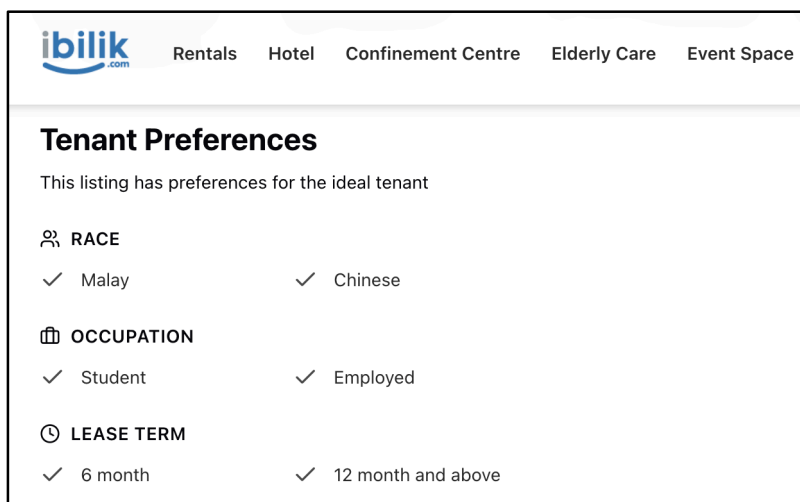 ibilik.com
Rentals Hotel Confinement Centre Elderly Care Event Space
Tenant Preferences
This listing has preferences for the ideal tenant
RACE
Malay Chinese
OCCUPATION
Student Employed
LEASE TERM
6 month 12 month and above